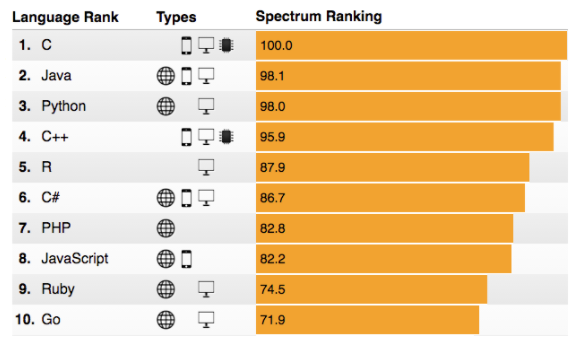 Language Rank Types Spectrum Ranking
1. C 100.0
2. Java 98.1
3. Python 98.0
4. C++ 95.9
5. R 87.9
6. C# 86.7
7. PHP 82.8
8. JavaScript 82.2
9. Ruby 74.5
10. Go 71.9